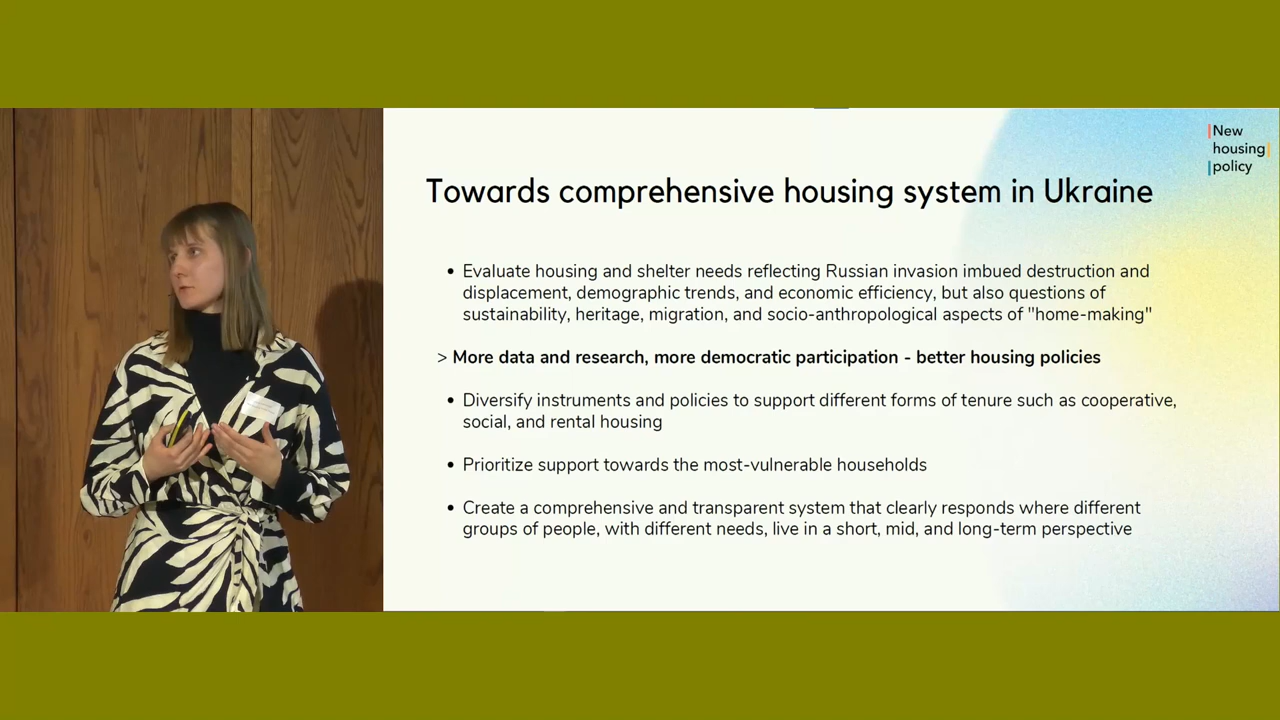 New
housing
policy
Towards comprehensive housing system in Ukraine
• Evaluate housing and shelter needs reflecting Russian invasion imbued destruction and
displacement, demographic trends, and economic efficiency, but also questions of
sustainability, heritage, migration, and socio-anthropological aspects of "home-making"
> More data and research, more democratic participation - better housing policies
• Diversify instruments and policies to support different forms of tenure such as cooperative,
social, and rental housing
• Prioritize support towards the most-vulnerable households
• Create a comprehensive and transparent system that clearly responds where different
groups of people, with different needs, live in a short, mid, and long-term perspective